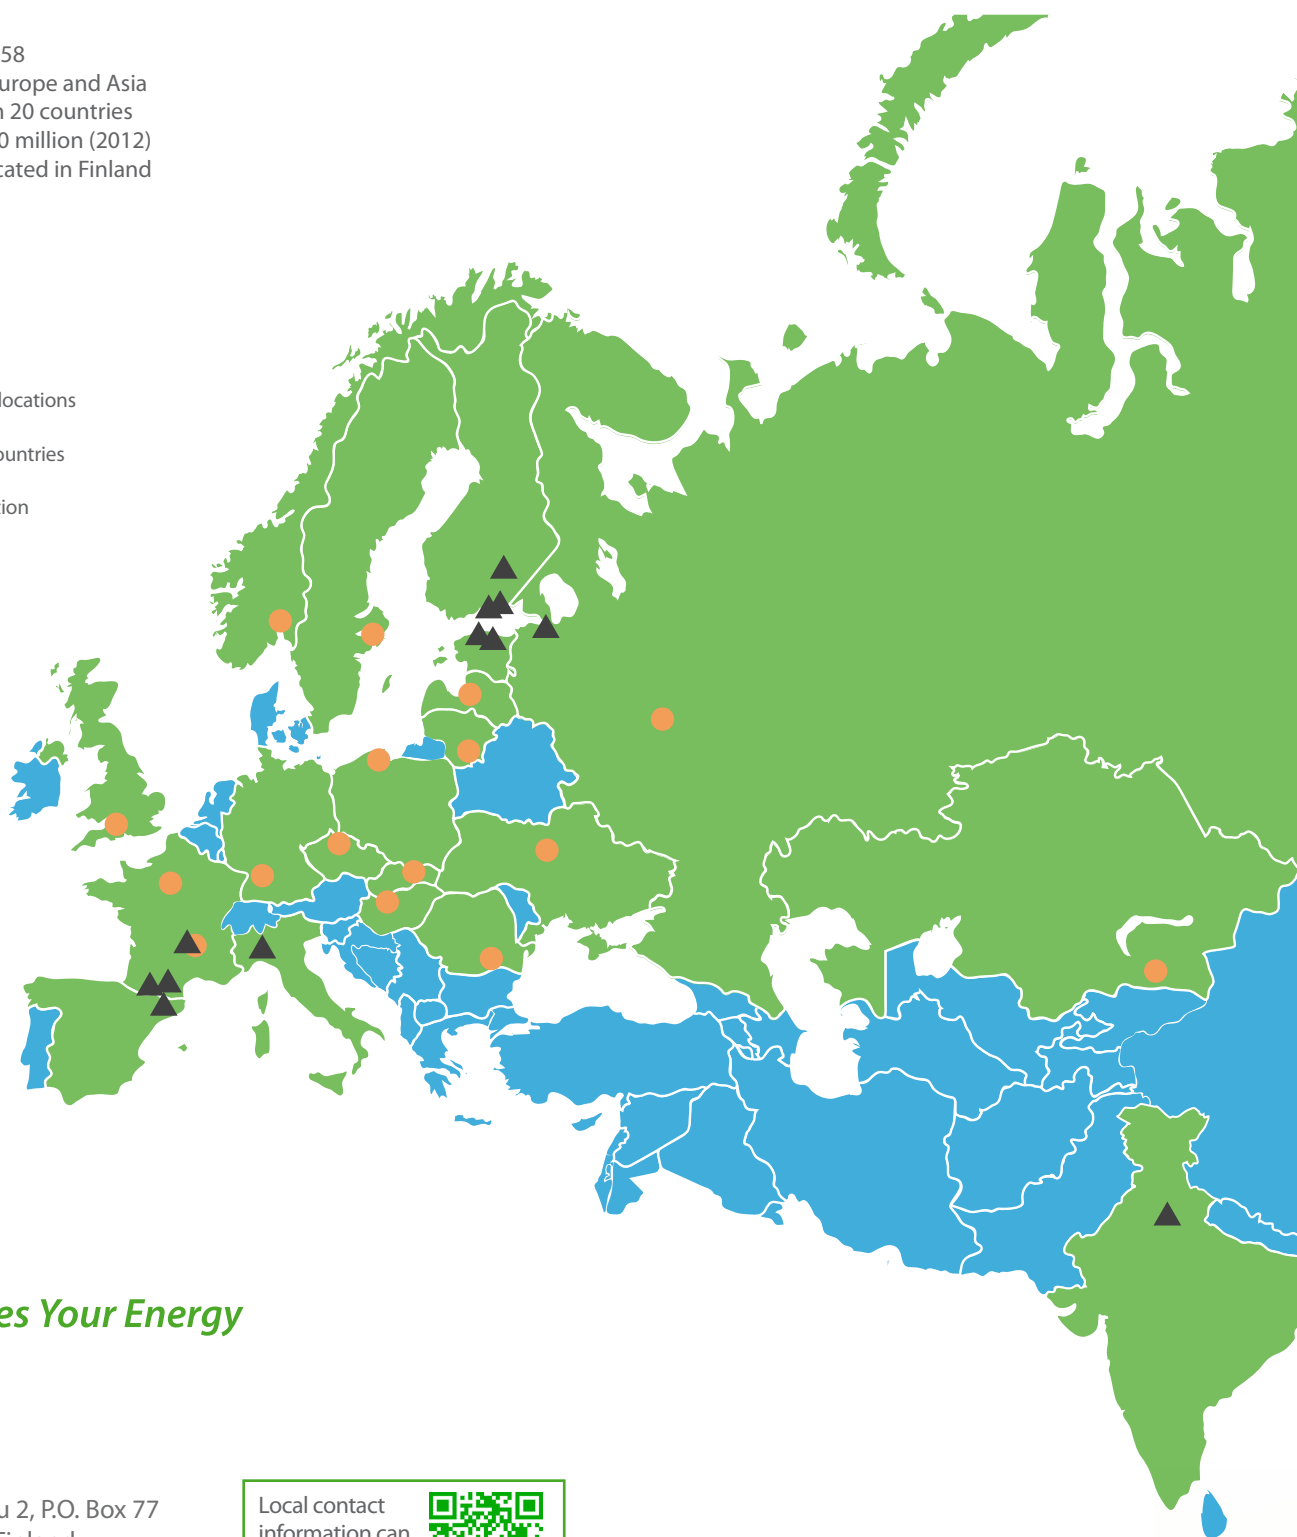 58
urope and Asia
n 20 countries
0 million (2012)
cated in Finland
locations
ountries
tion
es Your Energy
u 2, P.O. Box 77
Local contact
information can